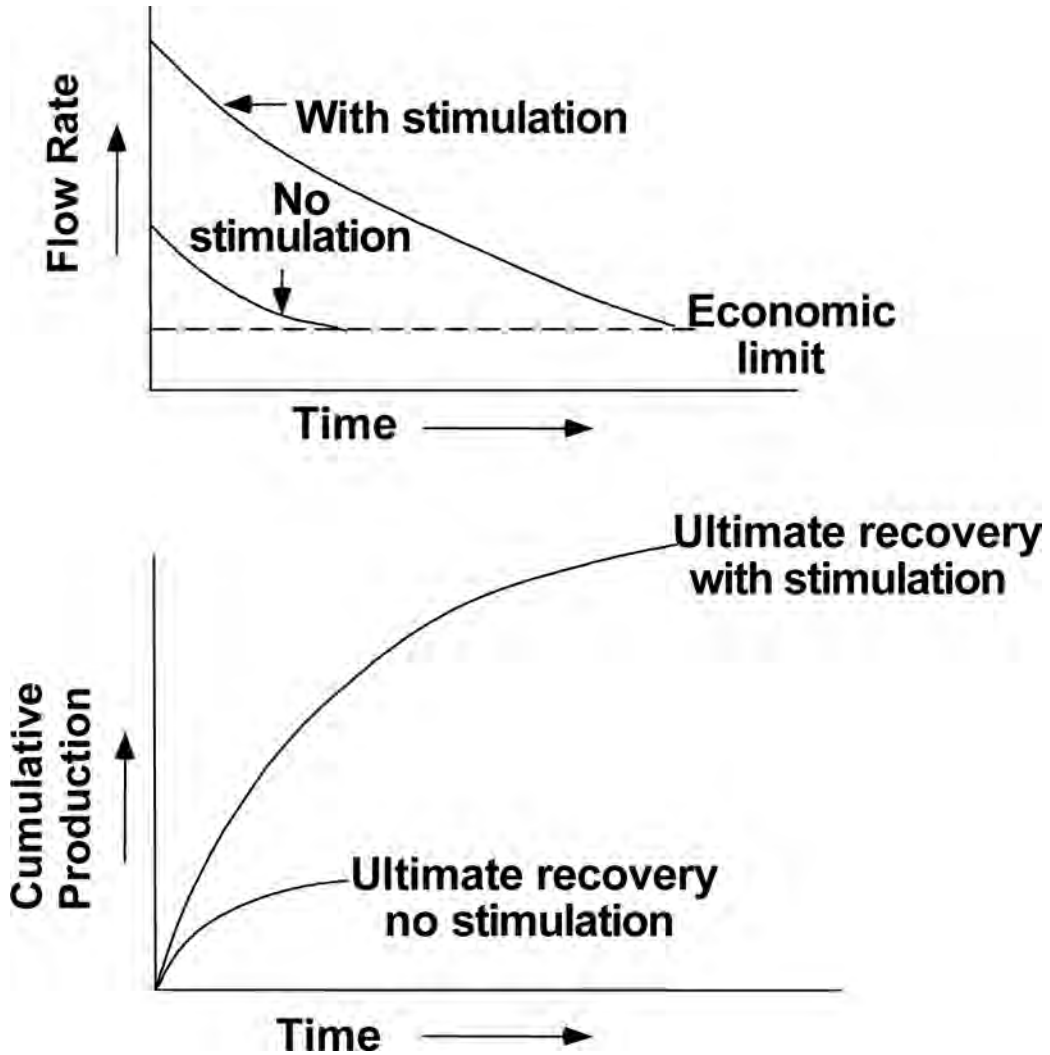 Flow Rate
With stimulation
No
stimulation
Economic
limit
Time
Cumulative
Production
Ultimate recovery
with stimulation
Ultimate recovery
no stimulation
Time